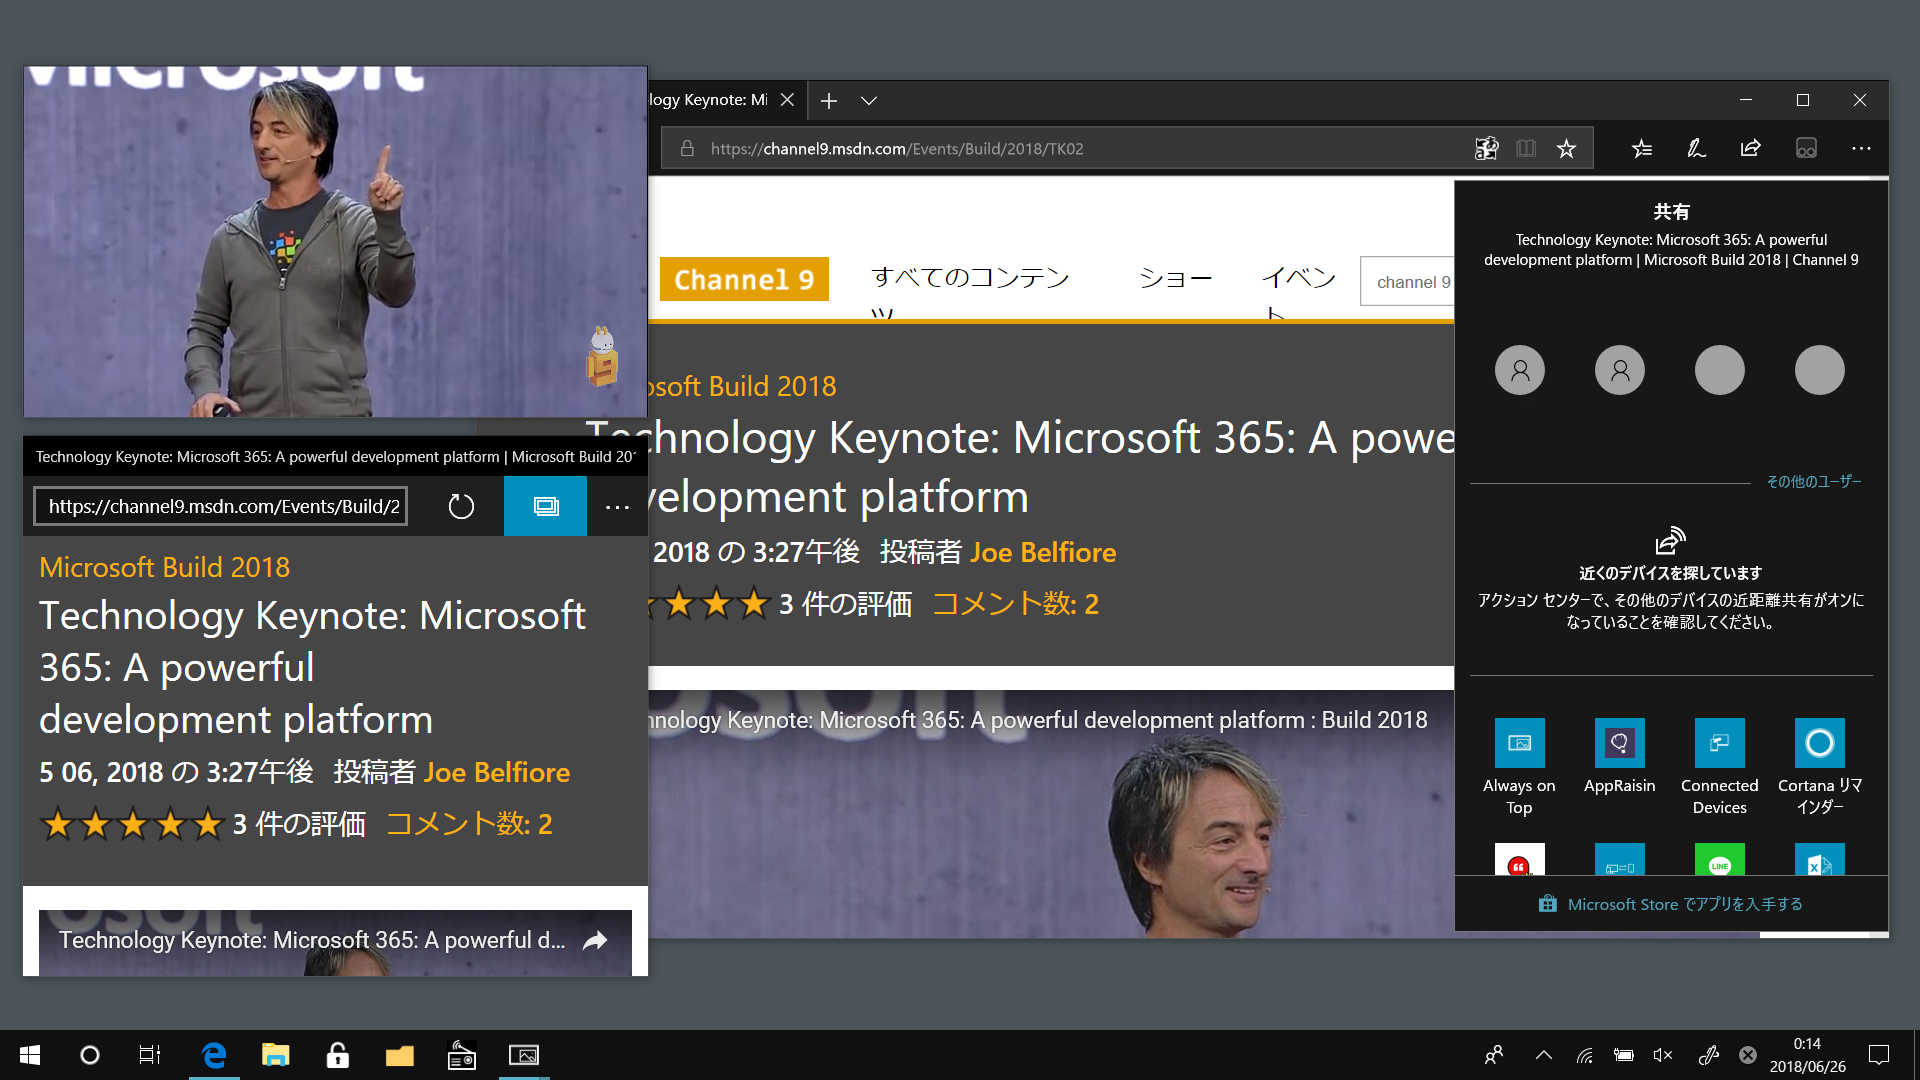 Microsoft
Technology Keynote: Microsoft 365: A powerful development platform | Microsoft Build 201
https://channel9.msdn.com/Events/Build/2
Microsoft Build 2018
Technology Keynote: Microsoft
365: A powerful
development platform
5 06, 2018 の 3:27午後 投稿者 Joe Belfiore
3 件の評価 コメント数: 2
osoft
Technology Keynote: Microsoft 365: A powerful d...
logy Keynote: Mi
https://channel9.msdn.com/Events/Build/2018/TK02
Channel 9
すべてのコンテン
ツ
ショー
イベン
ト
channel 9
osoft Build 2018
Technology Keynote: Microsoft 365: A powe
velopment platform
2018 の 3:27午後 投稿者 Joe Belfiore
3 件の評価 コメント数: 2
hnology Keynote: Microsoft 365: A powerful development platform : Build 2018
共有
Technology Keynote: Microsoft 365: A powerful
development platform | Microsoft Build 2018 | Channel 9
その他のユーザー
近くのデバイスを探しています
アクション センターで、その他のデバイスの近距離共有がオンに
なっていることを確認してください。
Always on
Top
AppRaisin
Connected
Devices
Cortana リマ
インダー
LINE
Microsoft Store でアプリを入手する
0:14
2018/06/26